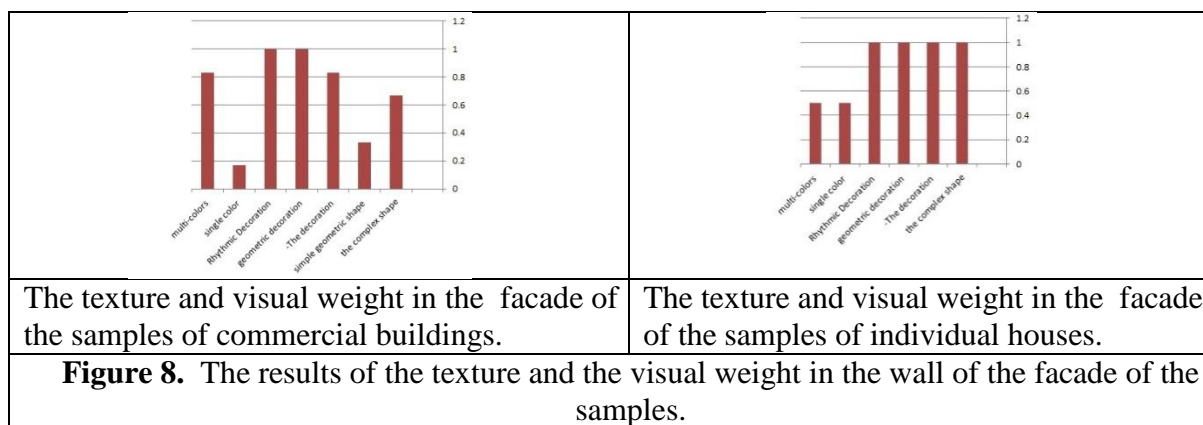 1.2
1
0.8
0.6
0.4
0.2
0
multi-colors
single color
Rhythmic Decoration
geometric decoration
-The decoration
simple geometric shape
the complex shape
1.2
1
0.8
0.6
0.4
0.2
0
multi-colors
single color
Rhythmic Decoration
geometric decoration
-The decoration
the complex shape
The texture and visual weight in the facade of
the samples of commercial buildings.
The texture and visual weight in the facade
of the samples of individual houses.
Figure 8. The results of the texture and the visual weight in the wall of the facade of the
samples.